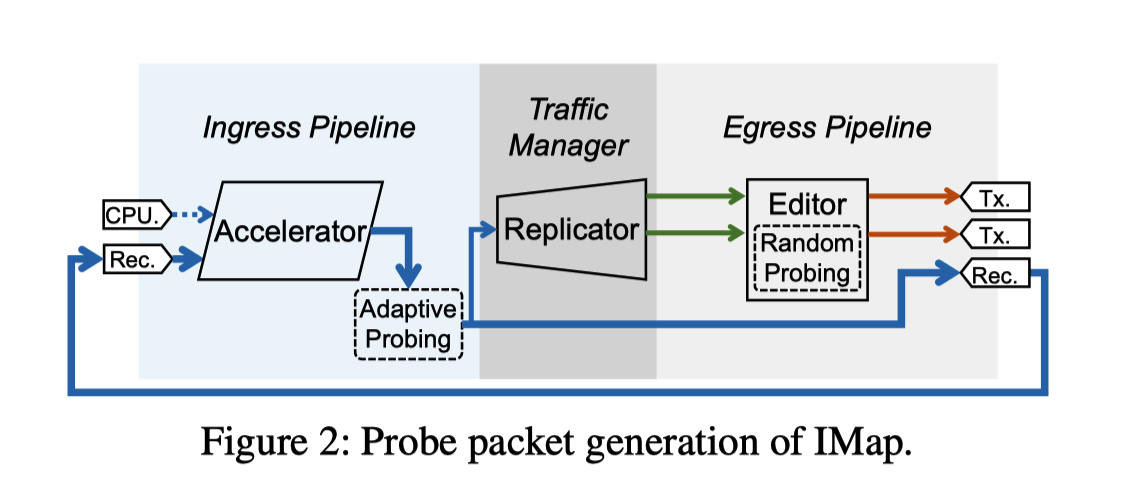 Ingress Pipeline
Traffic
Manager
Egress Pipeline
CPU.
Rec.
Accelerator
Adaptive
Probing
Replicator
Editor
Random
Probing
Tx.
Tx.
Rec.
Figure 2: Probe packet generation of IMap.